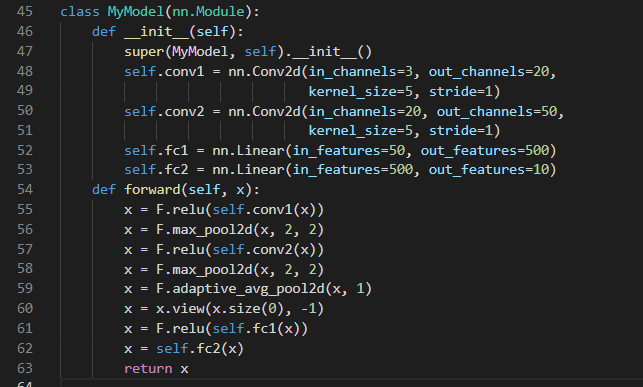 45 class MyModel(nn.Module):
46     def __init__(self):
47         super(MyModel, self).__init__()
48         self.conv1 = nn.Conv2d(in_channels=3, out_channels=20,
49                                kernel_size=5, stride=1)
50         self.conv2 = nn.Conv2d(in_channels=20, out_channels=50,
51                                kernel_size=5, stride=1)
52         self.fc1 = nn.Linear(in_features=50, out_features=500)
53         self.fc2 = nn.Linear(in_features=500, out_features=10)
54     def forward(self, x):
55         x = F.relu(self.conv1(x))
56         x = F.max_pool2d(x, 2, 2)
57         x = F.relu(self.conv2(x))
58         x = F.max_pool2d(x, 2, 2)
59         x = F.adaptive_avg_pool2d(x, 1)
60         x = x.view(x.size(0), -1)
61         x = F.relu(self.fc1(x))
62         x = self.fc2(x)
63         return x
64